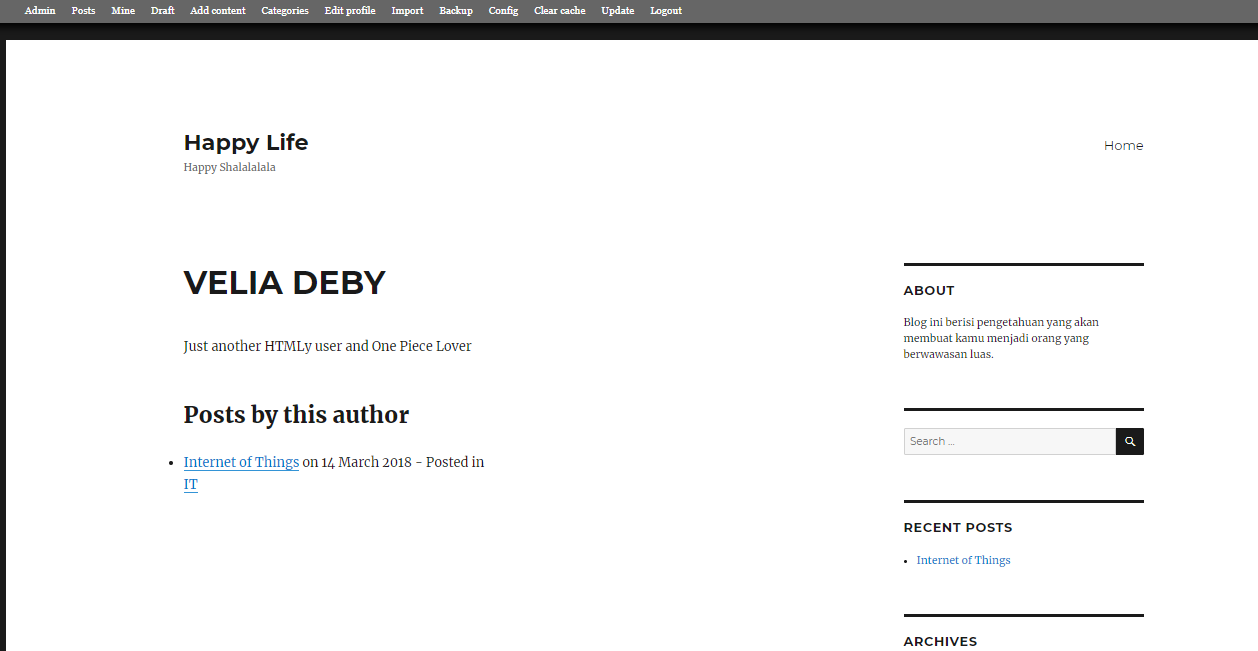 Admin Posts Mine Draft Add content Categories Edit profile Import Backup Config Clear cache Update Logout
Happy Life
Happy Shalalalala
Home
VELIA DEBY
Just another HTMLy user and One Piece Lover
Posts by this author
Internet of Things on 14 March 2018 - Posted in
IT
ABOUT
Blog ini berisi pengetahuan yang akan
membuat kamu menjadi orang yang
berwawasan luas.
Search ...
RECENT POSTS
Internet of Things
ARCHIVES